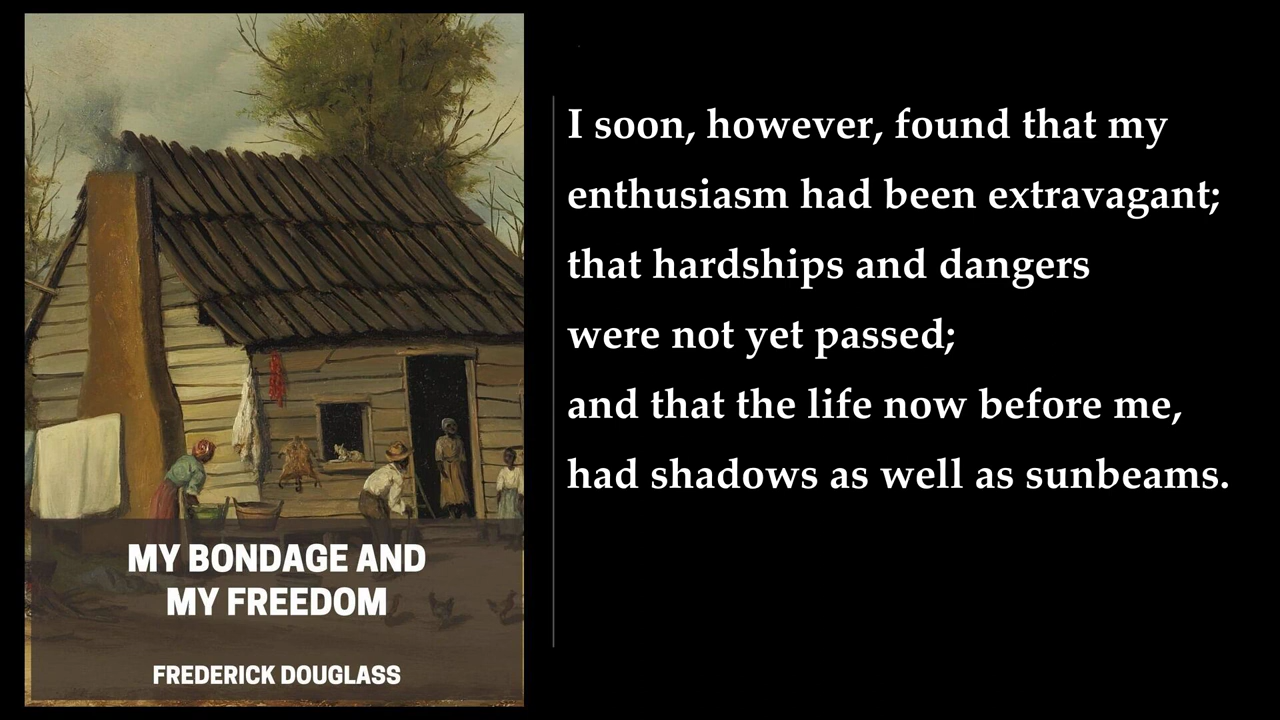 MY BONDAGE AND
MY FREEDOM
FREDERICK DOUGLASS
I soon, however, found that my
enthusiasm had been extravagant;
that hardships and dangers
were not yet passed;
and that the life now before me,
had shadows as well as sunbeams.